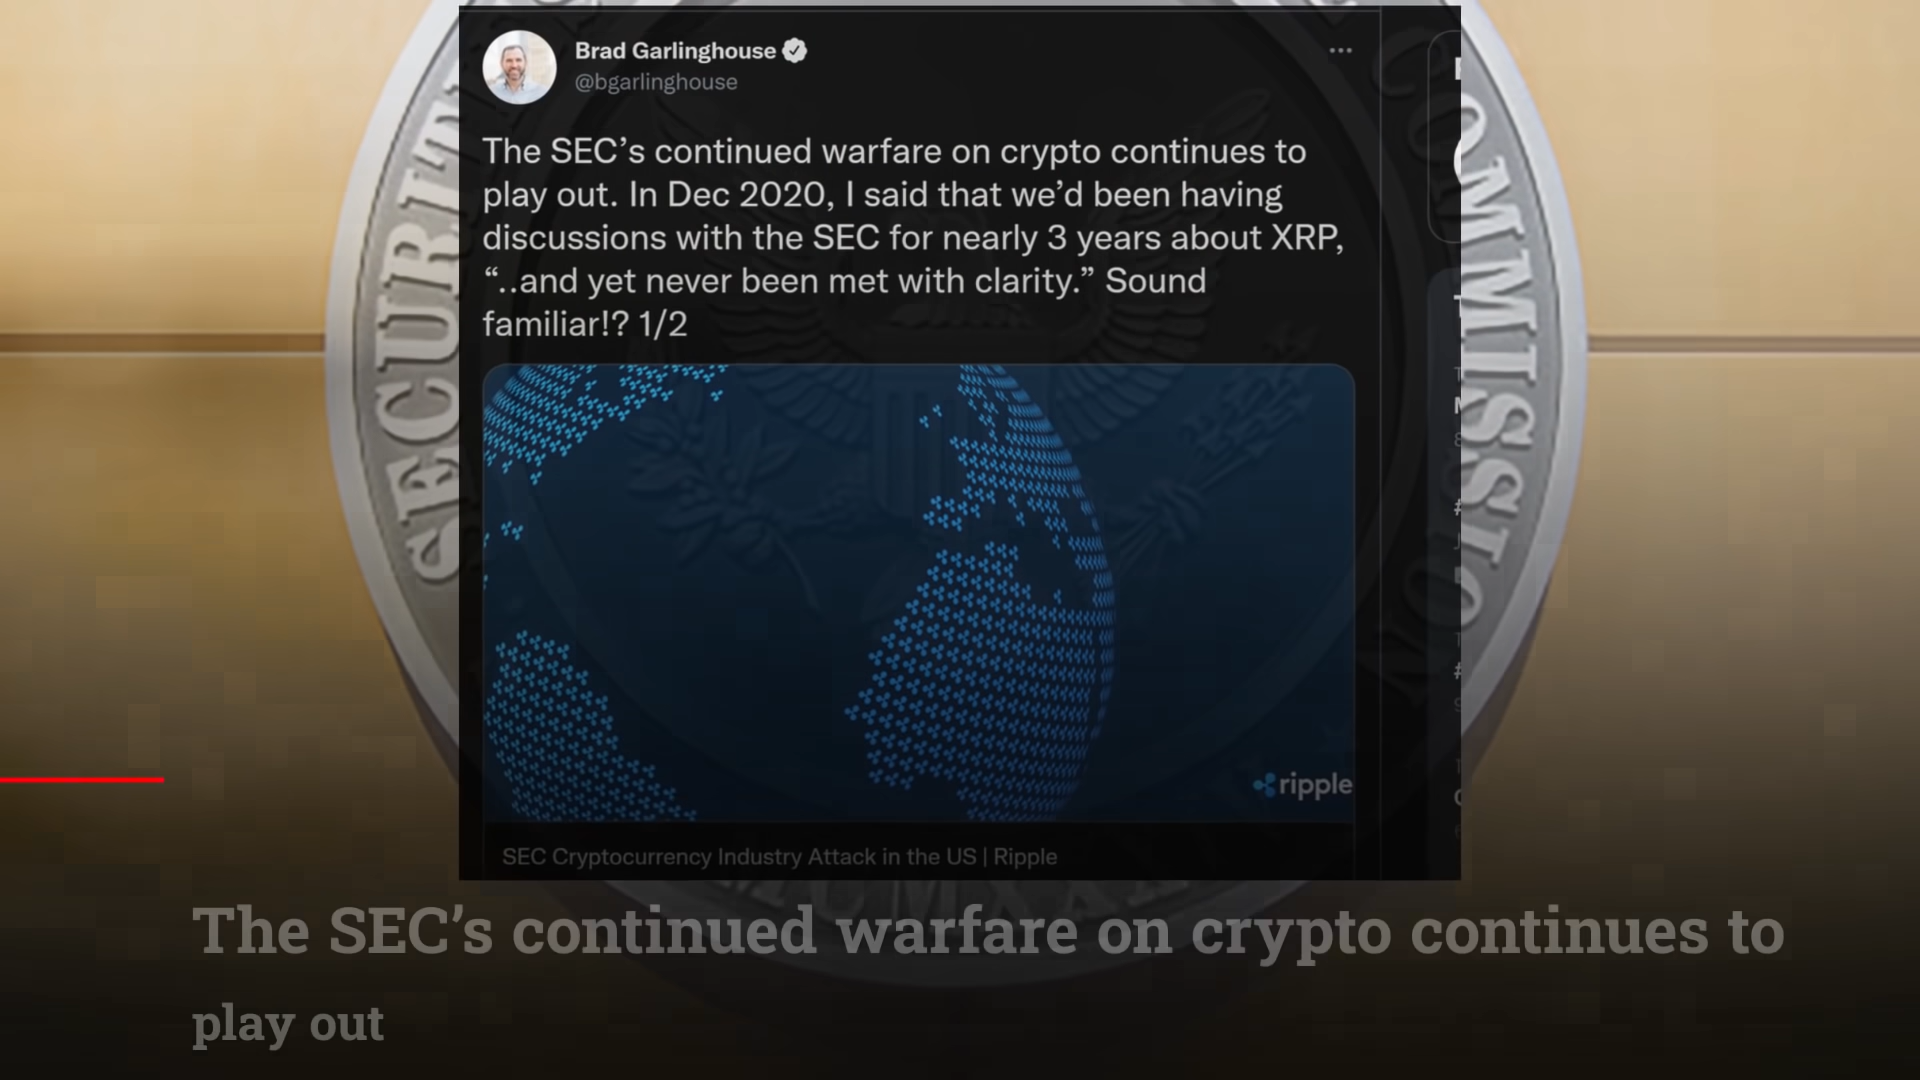 SECURITI
COMMISSION
Brad Garlinghouse
@bgarlinghouse
The SEC’s continued warfare on crypto continues to
play out. In Dec 2020, I said that we’d been having
discussions with the SEC for nearly 3 years about XRP,
“..and yet never been met with clarity.” Sound
familiar!? 1/2
ripple
SEC Cryptocurrency Industry Attack in the US | Ripple
The SEC’s continued warfare on crypto continues to
play out